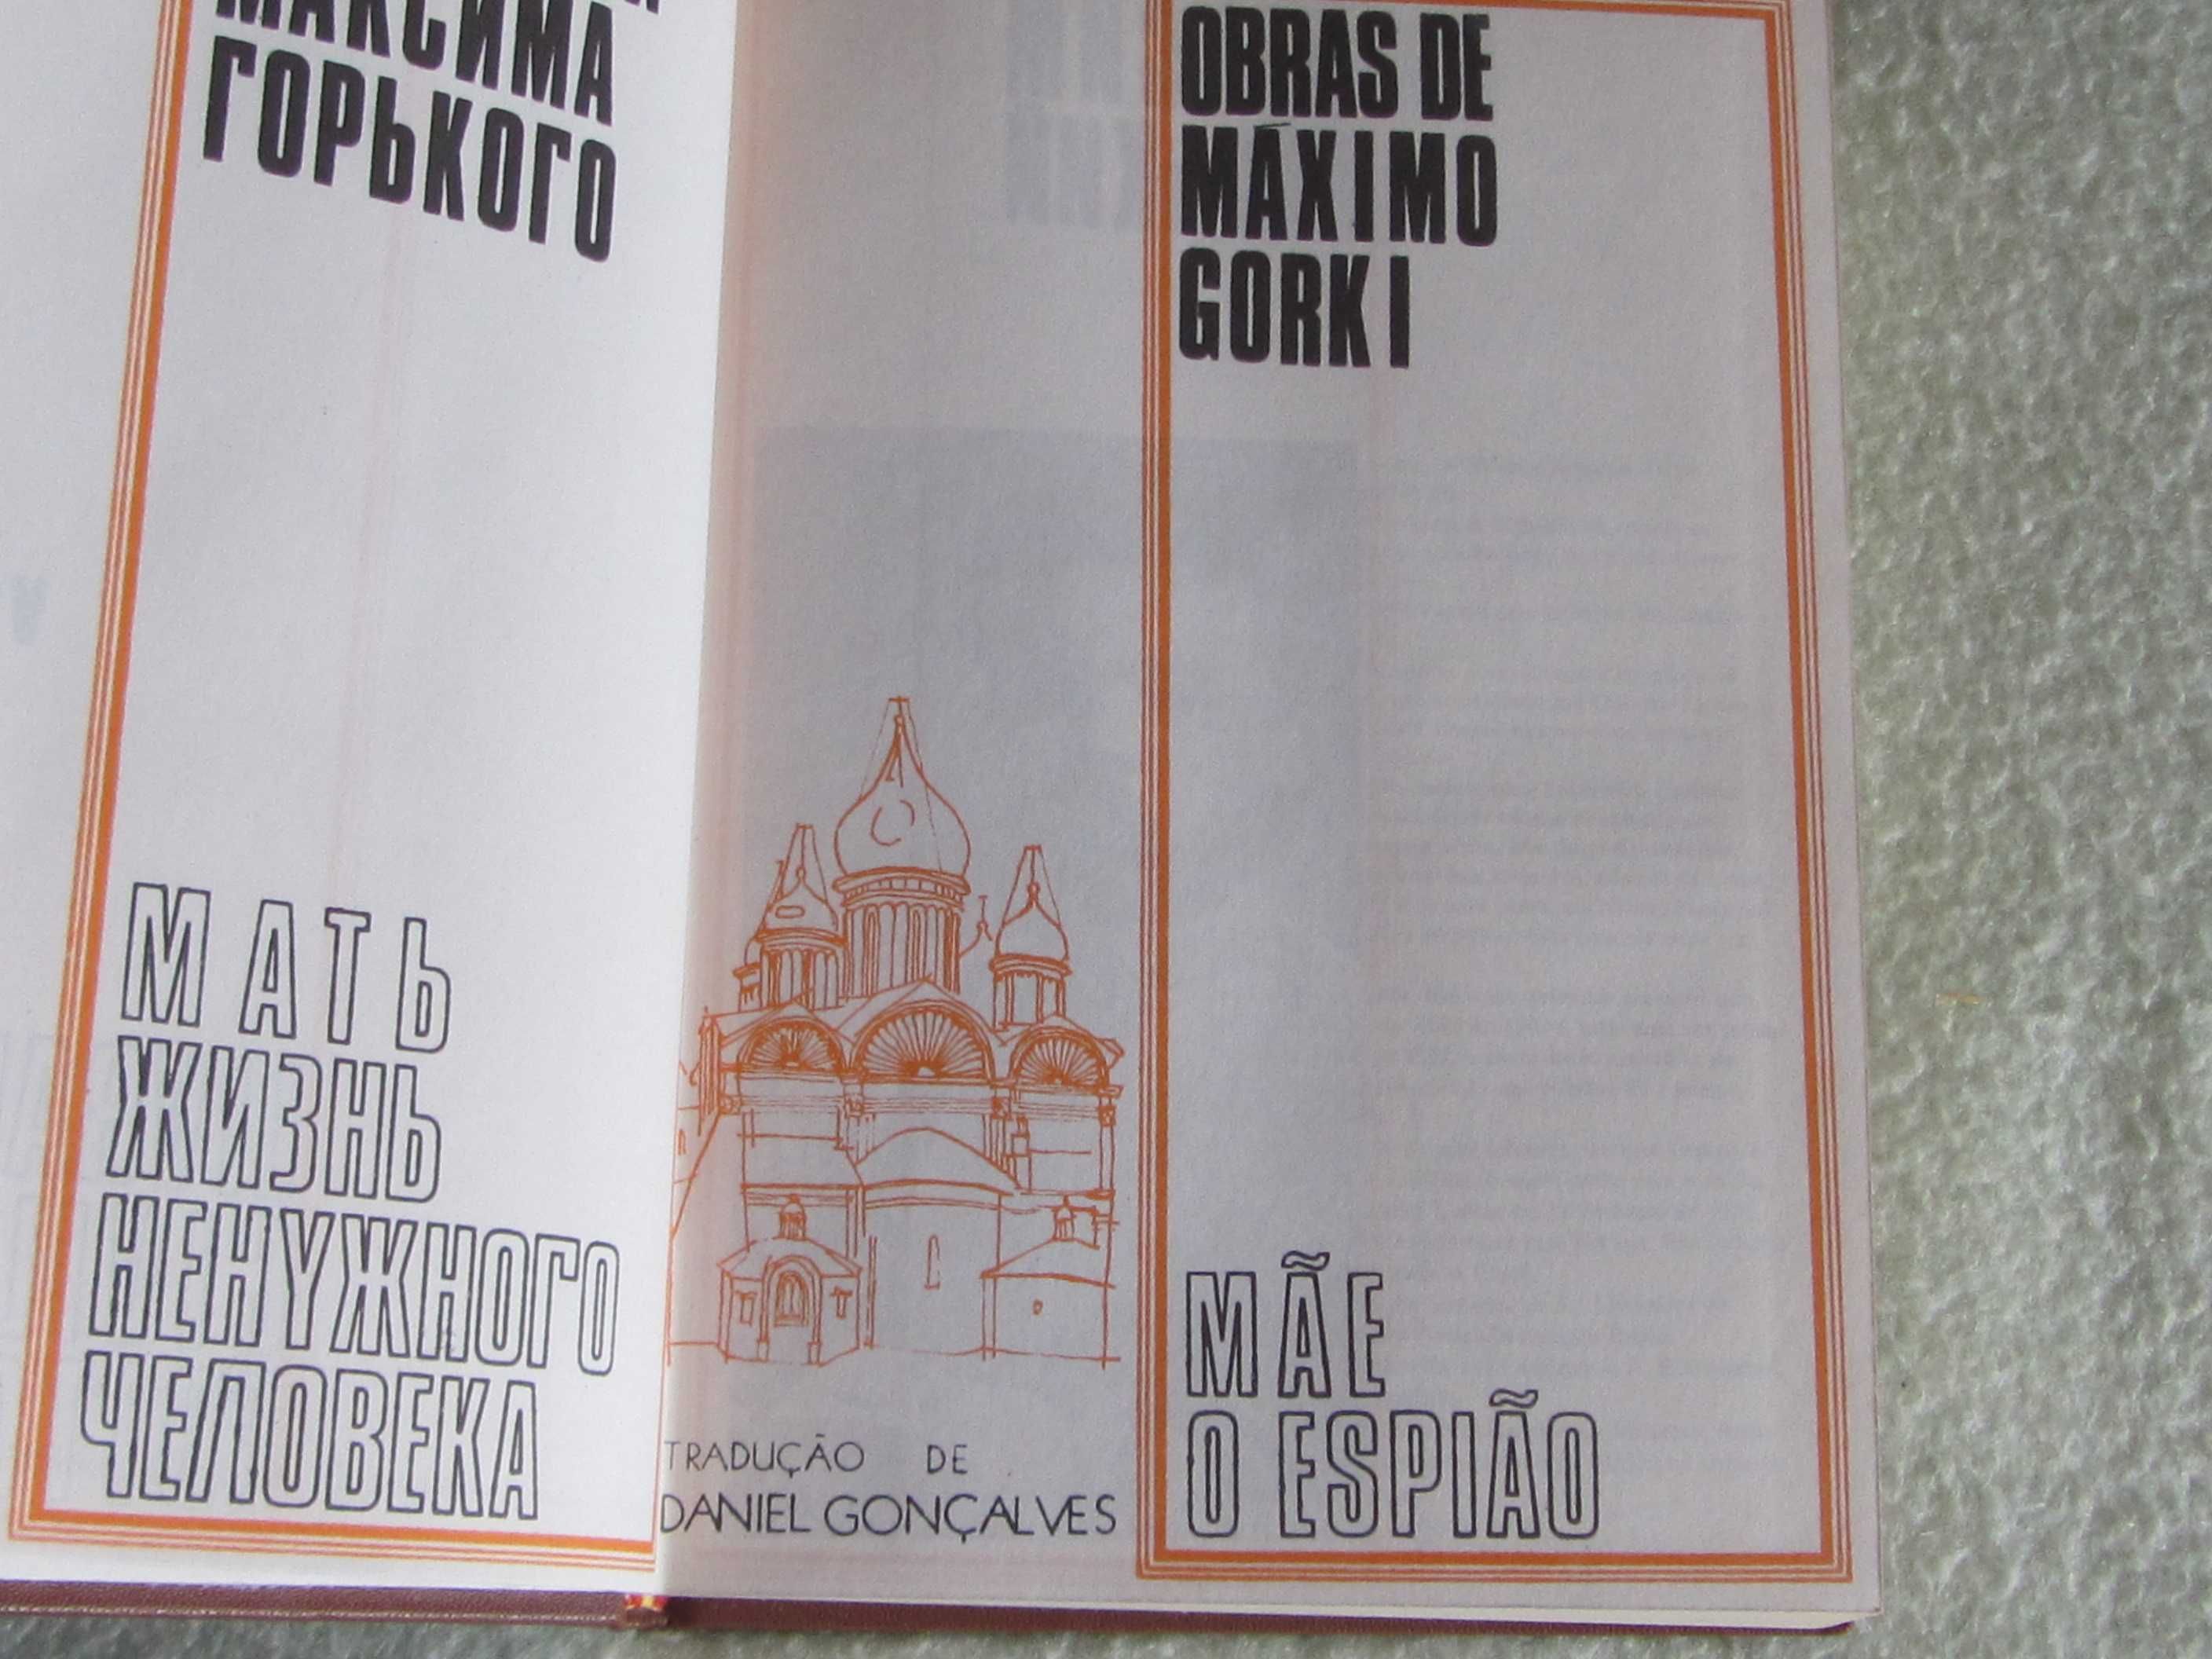 МАКСИМА
ГОРЬКОГО
МАТЬ
ЖИЗНЬ
НЕНУЖНОГО
ЧЕЛОВЕКА
TRADUÇÃO DE
DANIEL GONÇALVES
OBRAS DE
MÁXIMO
GORKI
MÃE
O ESPIÃO